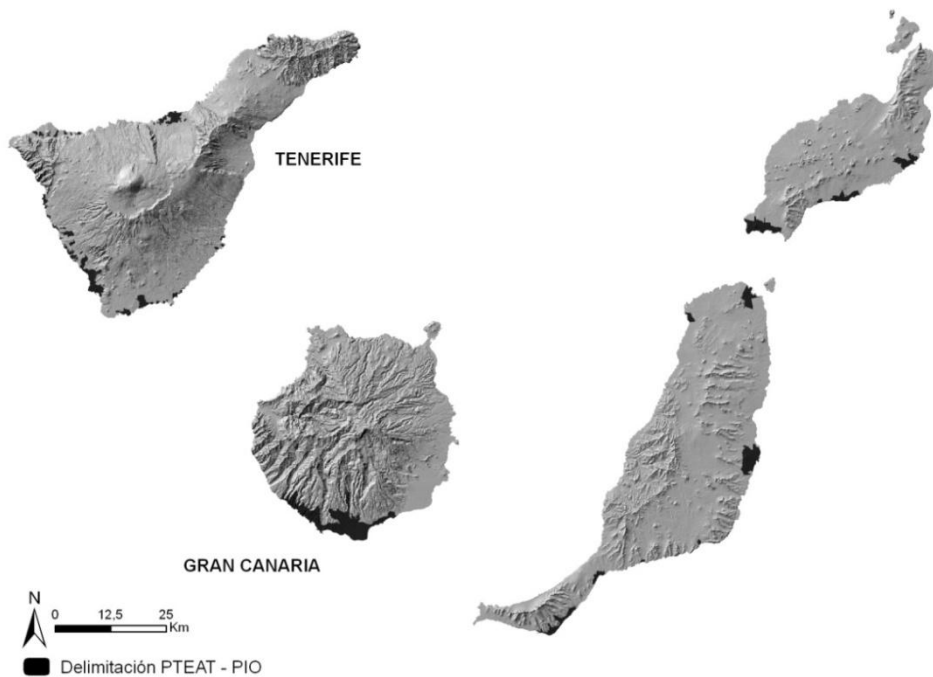 TENERIFE
GRAN CANARIA
N
0 12,5 25
Km
Delimitación PTEAT - PIO